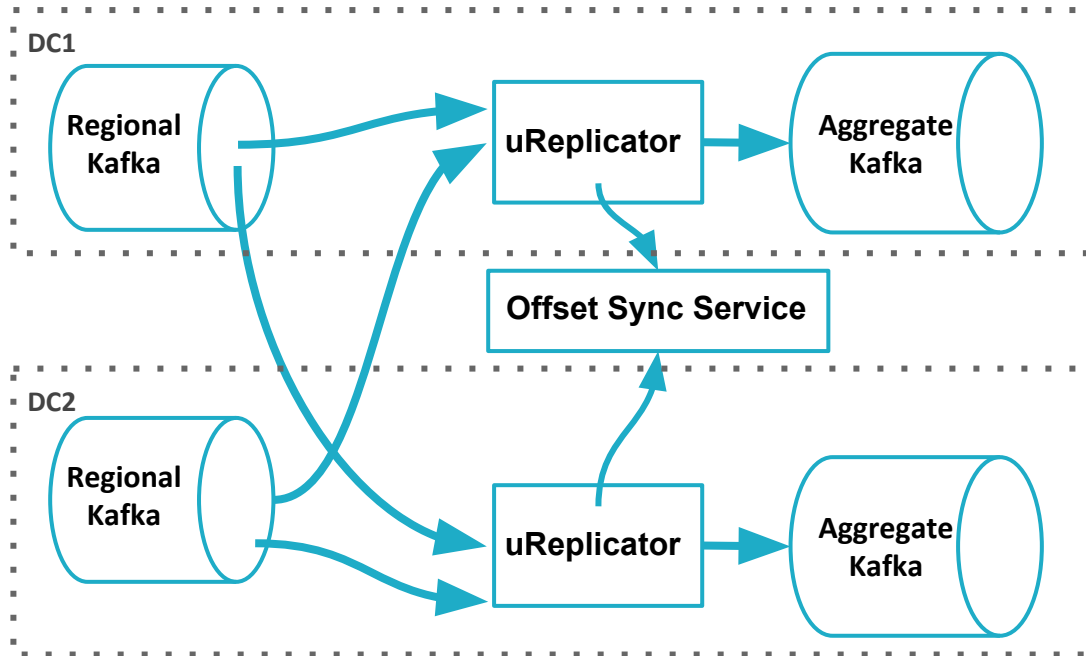 DC1
Regional
Kafka
uReplicator
Aggregate
Kafka
Offset Sync Service
DC2
Regional
Kafka
uReplicator
Aggregate
Kafka